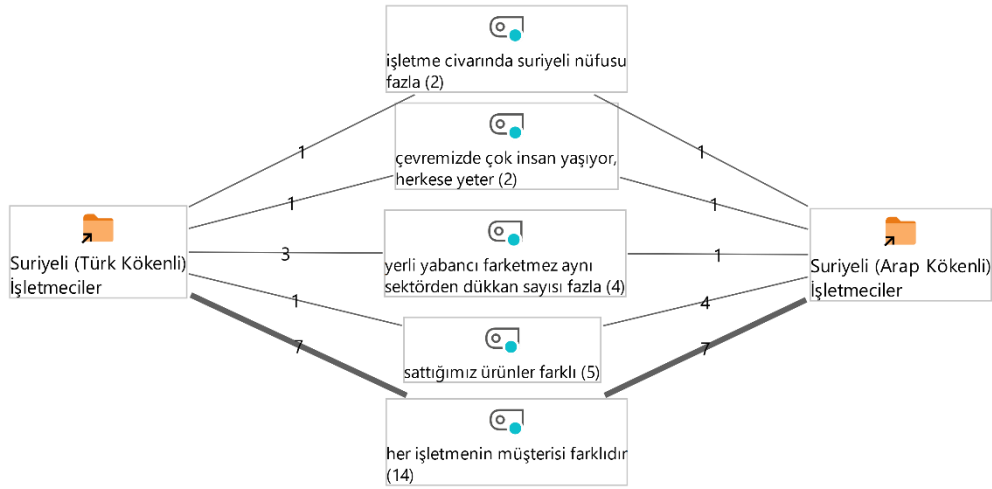 işletme civarında suriyeli nüfusu
fazla (2)
1
1
çevremizde çok insan yaşıyor,
herkese yeter (2)
1
1
Suriyeli (Türk Kökenli)
İşletmeciler
3
yerli yabancı farketmez aynı
sektörden dükkan sayısı fazla (4)
1
Suriyeli (Arap Kökenli)
İşletmeciler
1
sattığımız ürünler farklı (5)
4
7
her işletmenin müşterisi farklıdır
(14)
7